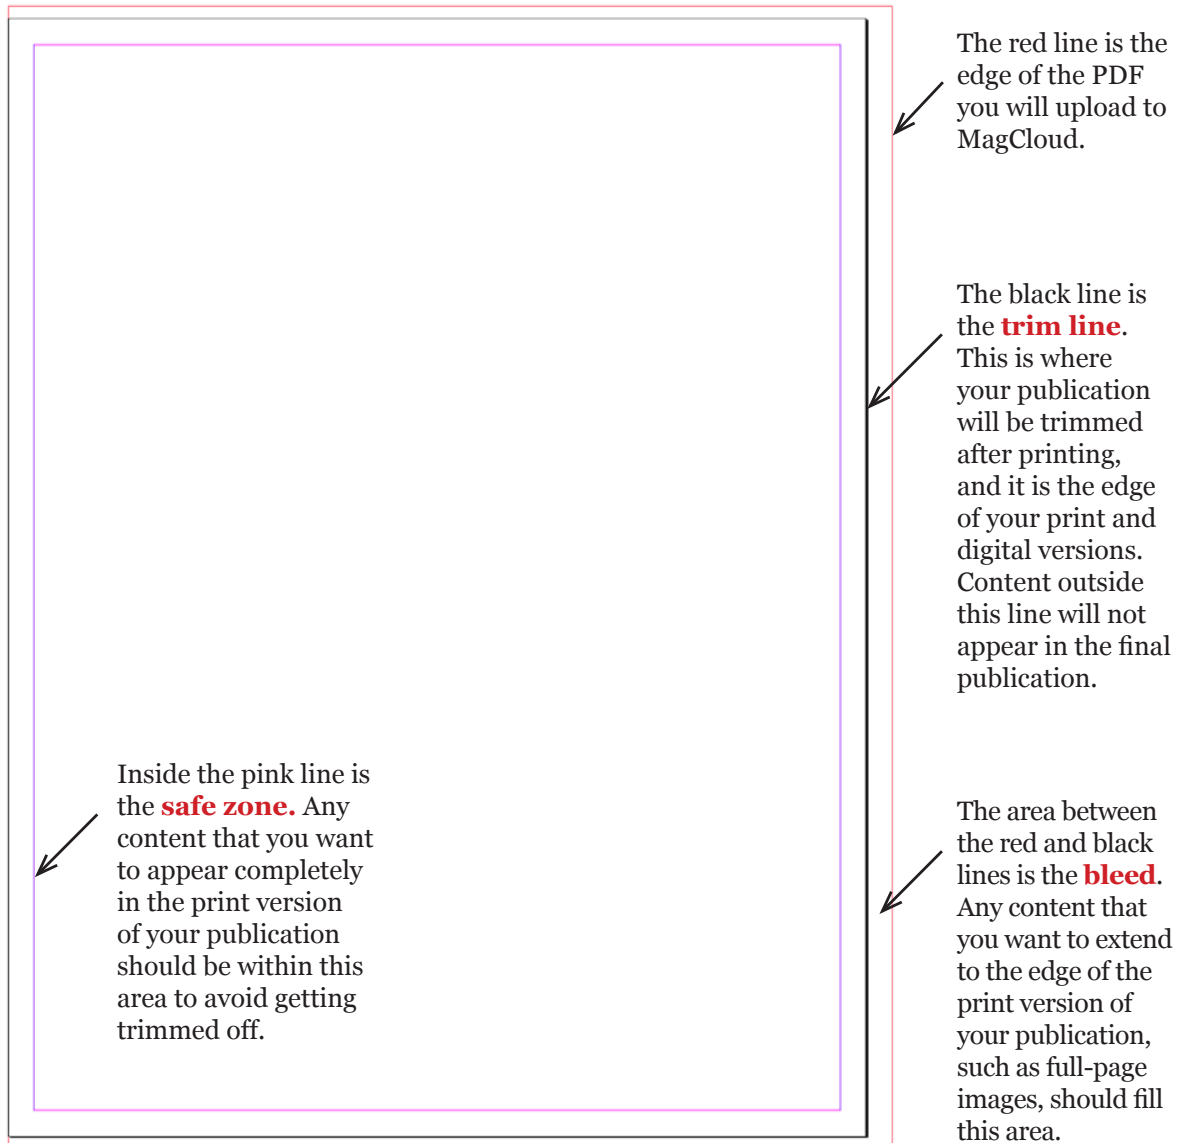 The red line is the
edge of the PDF
you will upload to
MagCloud.
The black line is
the trim line.
This is where
your publication
will be trimmed
after printing,
and it is the edge
of your print and
digital versions.
Content outside
this line will not
appear in the final
publication.
Inside the pink line is
the safe zone. Any
content that you want
to appear completely
in the print version
of your publication
should be within this
area to avoid getting
trimmed off.
The area between
the red and black
lines is the bleed.
Any content that
you want to extend
to the edge of the
print version of
your publication,
such as full-page
images, should fill
this area.